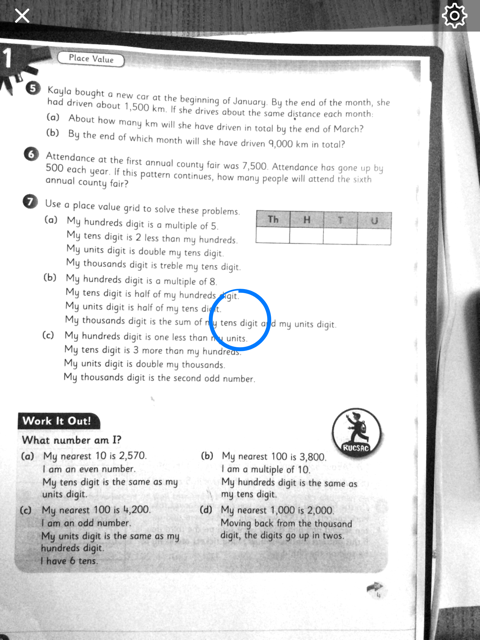 1
Place Value
5 Kayla bought a new car at the beginning of January. By the end of the month, she
had driven about 1,500 km. If she drives about the same distance each month:
(a) About how many km will she have driven in total by the end of March?
(b) By the end of which month will she have driven 9,000 km in total?
6 Attendance at the first annual county fair was 7,500. Attendance has gone up by
500 each year. If this pattern continues, how many people will attend the sixth
annual county fair?
7 Use a place value grid to solve these problems.
Th H T U
(a) My hundreds digit is a multiple of 5.
My tens digit is 2 less than my hundreds.
My units digit is double my tens digit.
My thousands digit is treble my tens digit.
(b) My hundreds digit is a multiple of 8.
My tens digit is half of my hundreds digit.
My units digit is half of my tens digit.
My thousands digit is the sum of my tens digit and my units digit.
(c) My hundreds digit is one less than my units.
My tens digit is 3 more than my hundreds.
My units digit is double my thousands.
My thousands digit is the second odd number.
Work It Out!
RUCSAC
What number am I?
(a) My nearest 10 is 2,570.
I am an even number.
My tens digit is the same as my
units digit.
(b) My nearest 100 is 3,800.
I am a multiple of 10.
My hundreds digit is the same as
my tens digit.
(c) My nearest 100 is 4,200.
I am an odd number.
My units digit is the same as my
hundreds digit.
I have 6 tens.
(d) My nearest 1,000 is 2,000.
Moving back from the thousand
digit, the digits go up in twos.